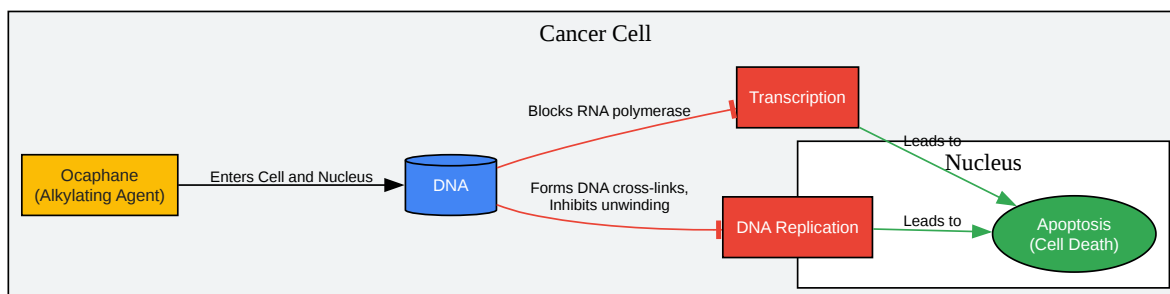 Cancer Cell
Ocaphane
(Alkylating Agent)
Enters Cell and Nucleus
DNA
Blocks RNA polymerase
Transcription
Forms DNA cross-links,
Inhibits unwinding
DNA Replication
Leads to
Nucleus
Leads to
Apoptosis
(Cell Death)